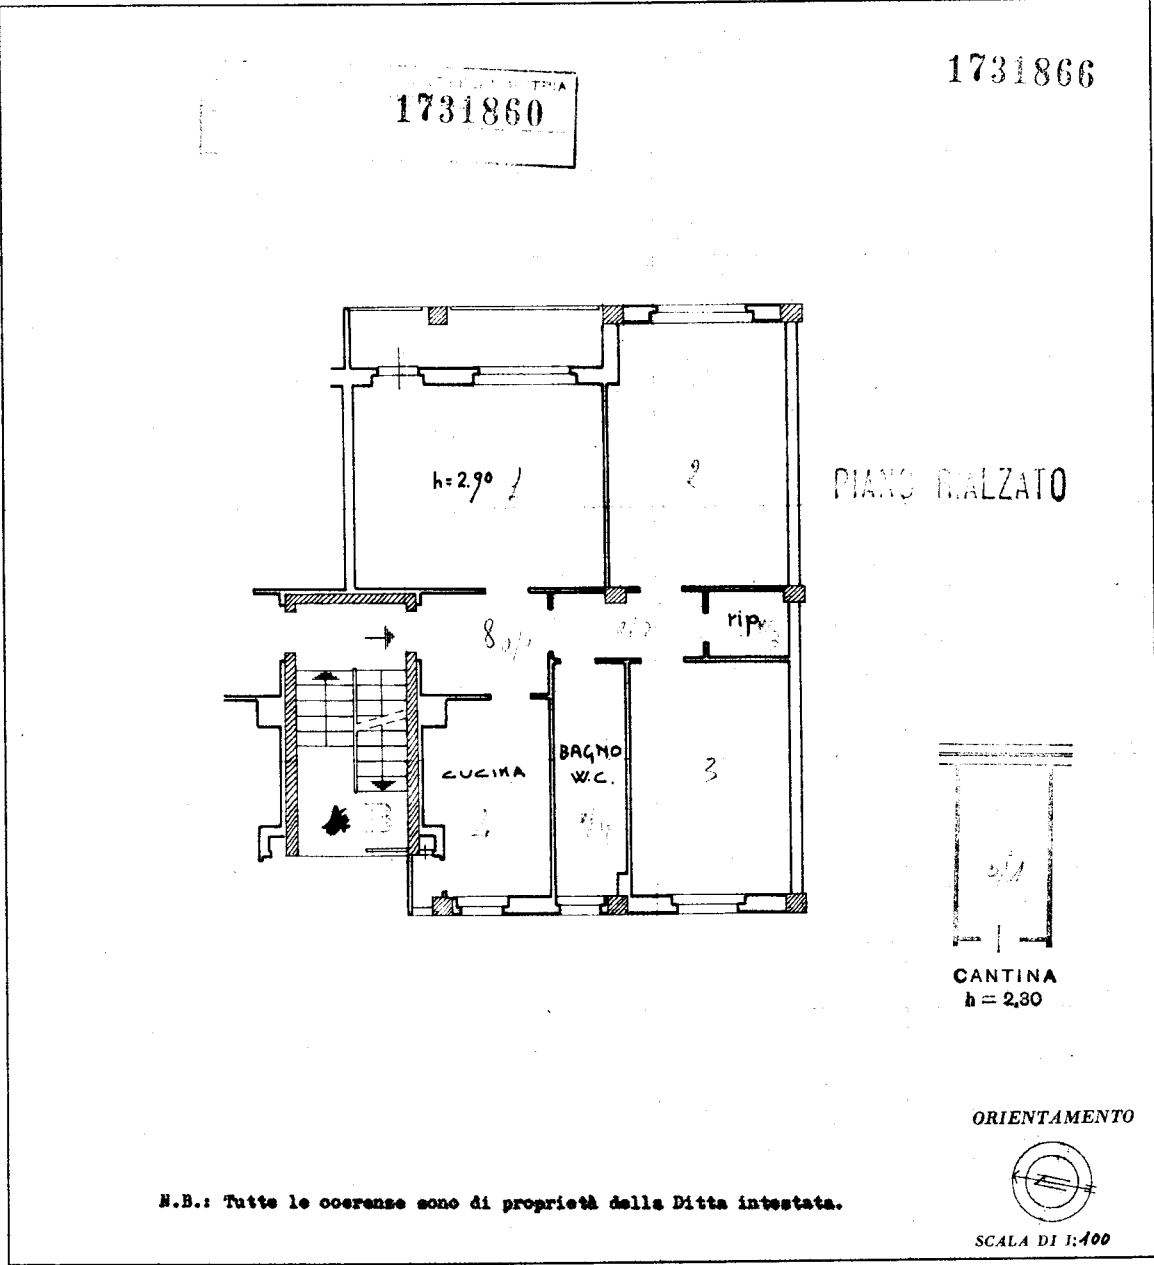 1731866
1731860
h=2.90 1
2
PIANO RIALZATO
8
rip.
BAGNO
W.C.
CUCINA
3
B
CANTINA
h = 2,30
ORIENTAMENTO
N.B.: Tutte le coerenze sono di proprietà della Ditta intestata.
SCALA DI 1:100